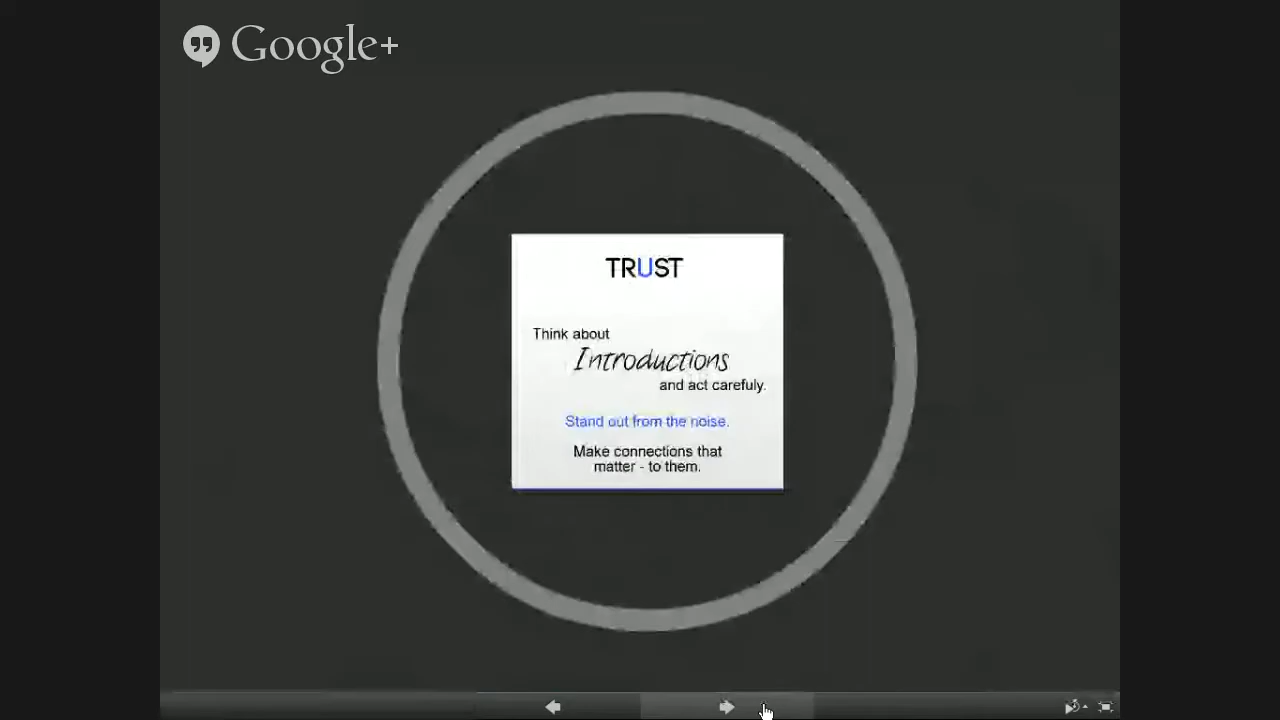 Google+
TRUST
Think about
Introductions
and act carefuly.
Stand out from the noise.
Make connections that
matter - to them.